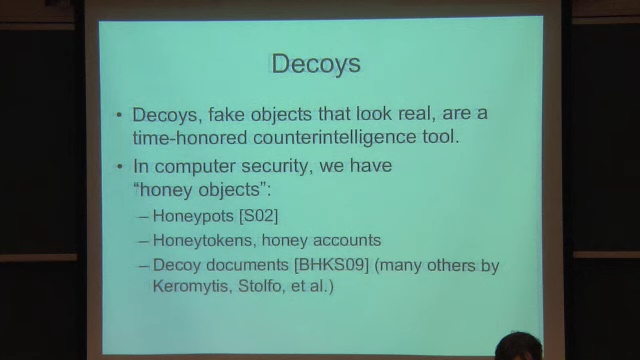 Decoys
• Decoys, fake objects that look real, are a
time-honored counterintelligence tool.
• In computer security, we have
“honey objects”:
– Honeypots [S02]
– Honeytokens, honey accounts
– Decoy documents [BHKS09] (many others by
Keromytis, Stolfo, et al.)